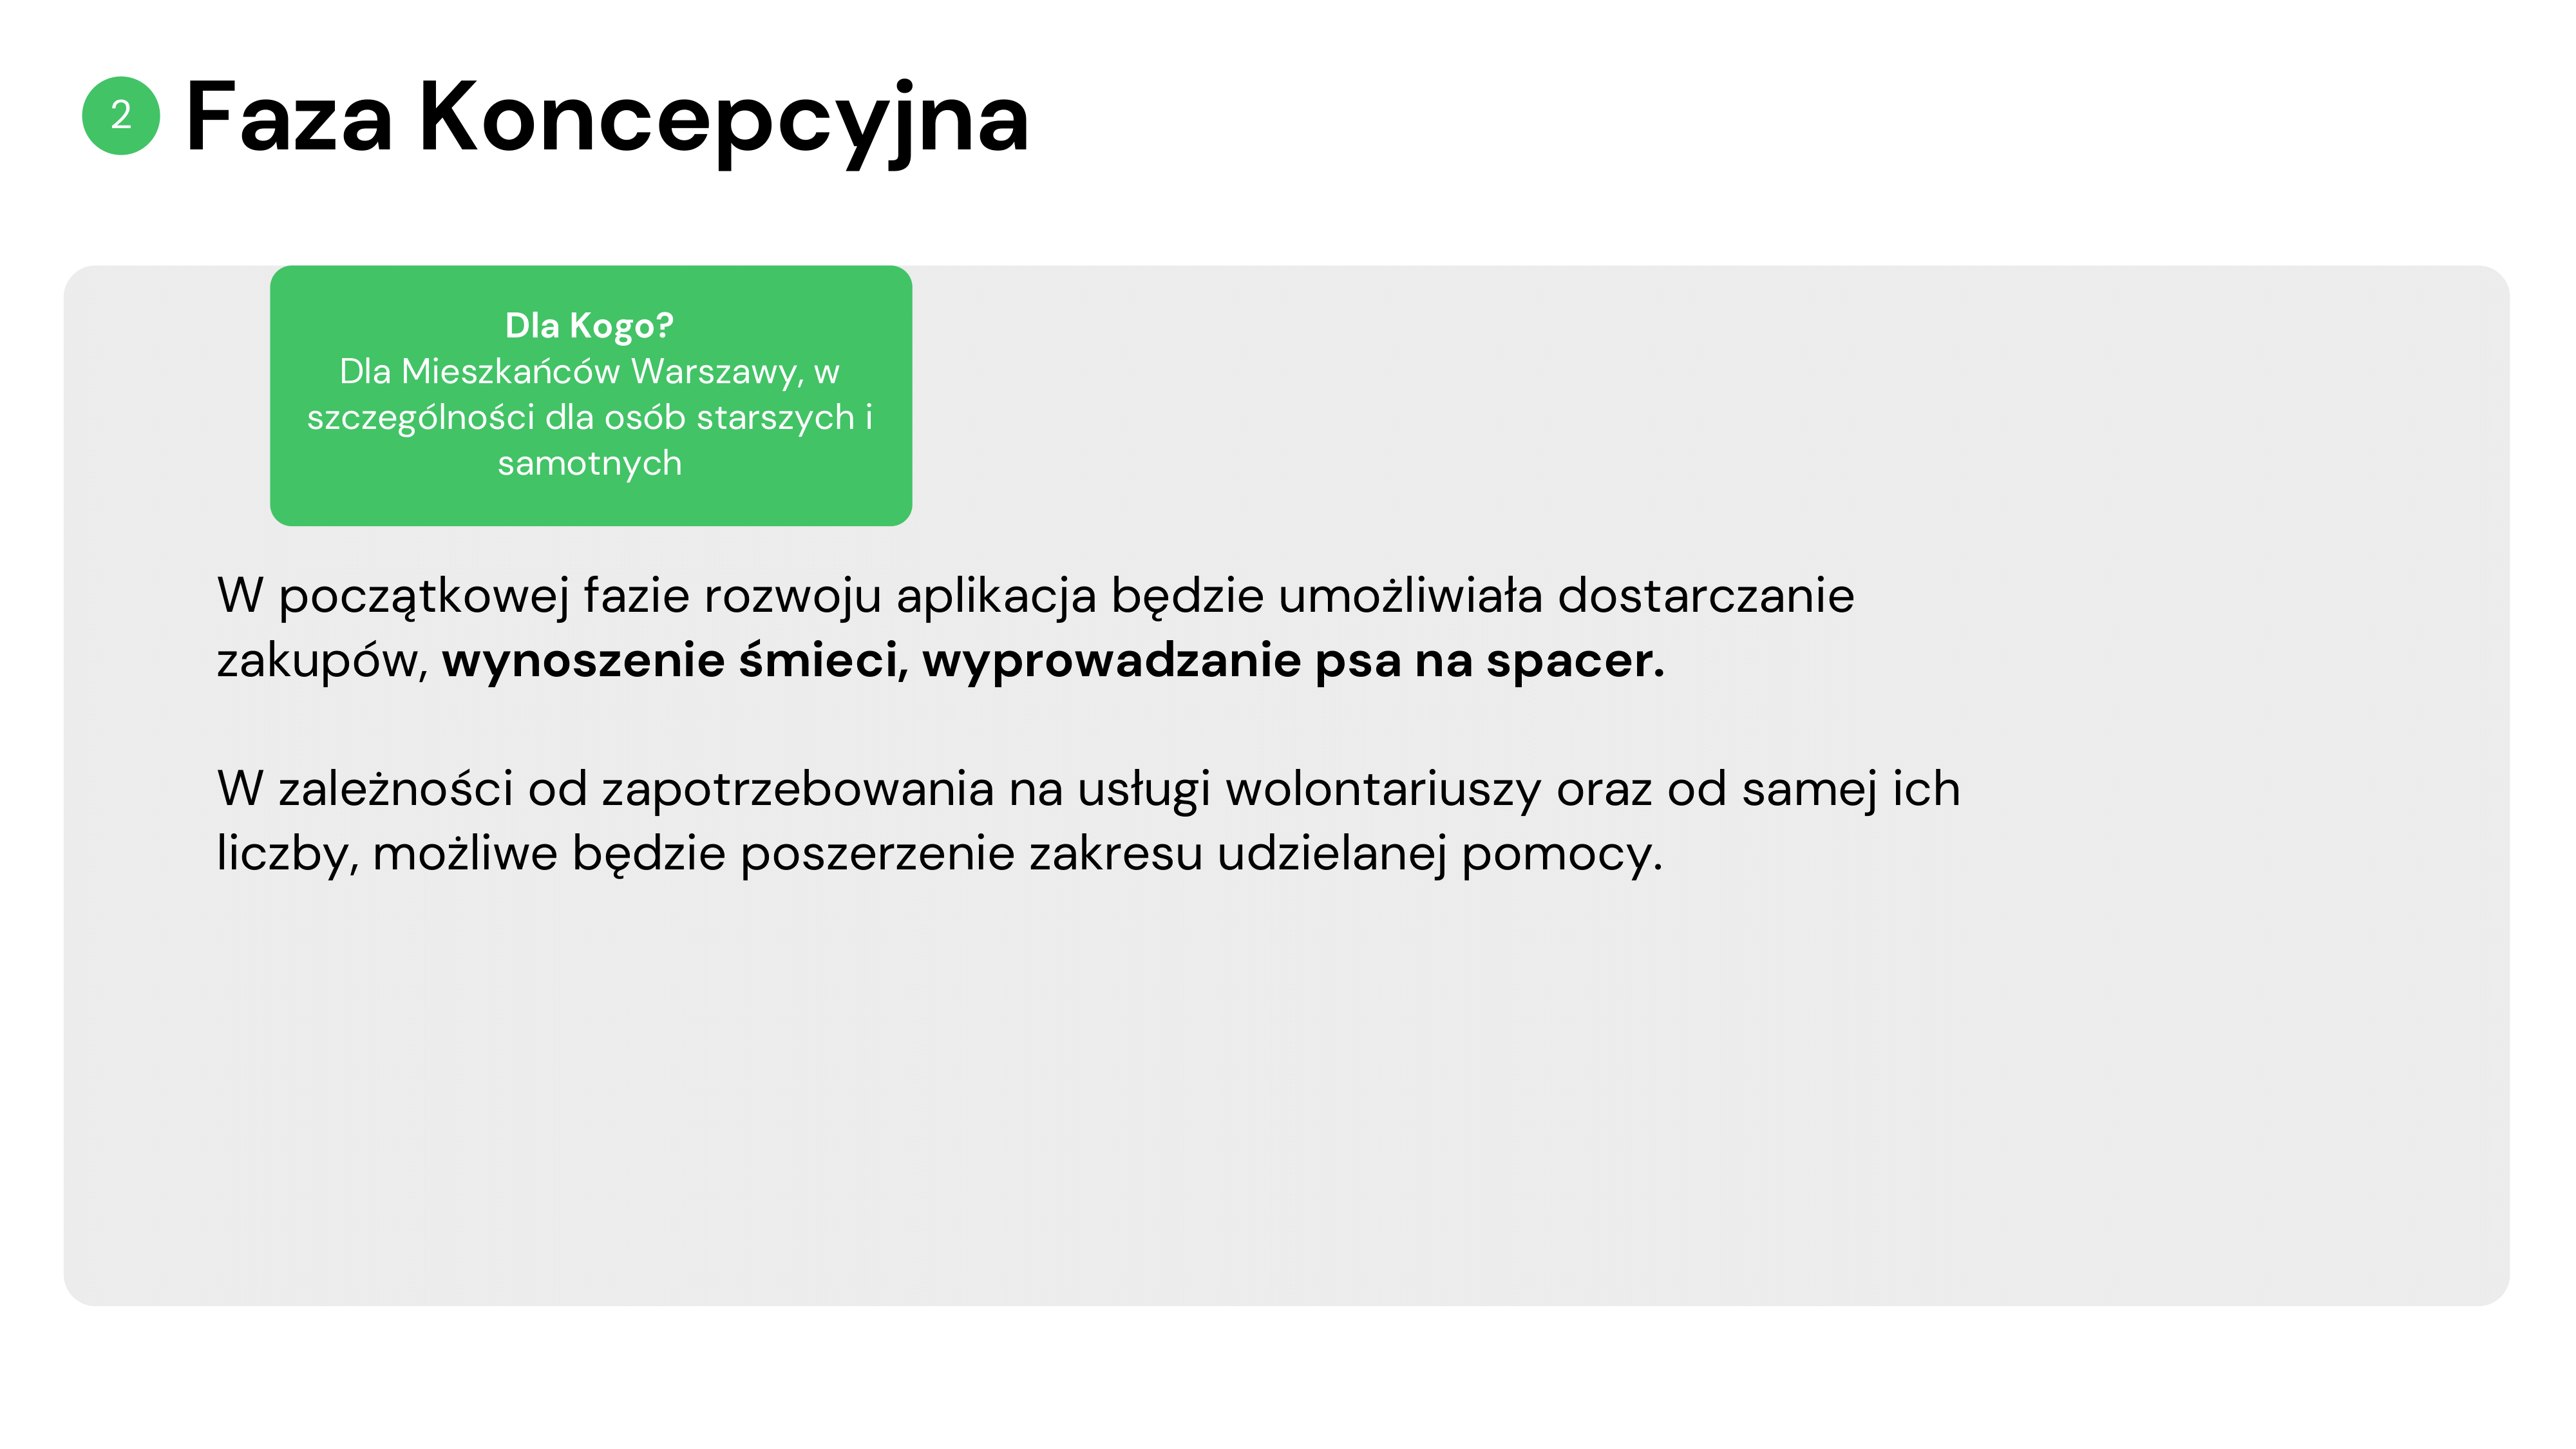 2 Faza Koncepcyjna
Dla Kogo?
Dla Mieszkańców Warszawy, w
szczególności dla osób starszych i
samotnych
W początkowej fazie rozwoju aplikacja będzie umożliwiała dostarczanie
zakupów, wynoszenie śmieci, wyprowadzanie psa na spacer.
W zależności od zapotrzebowania na usługi wolontariuszy oraz od samej ich
liczby, możliwe będzie poszerzenie zakresu udzielanej pomocy.